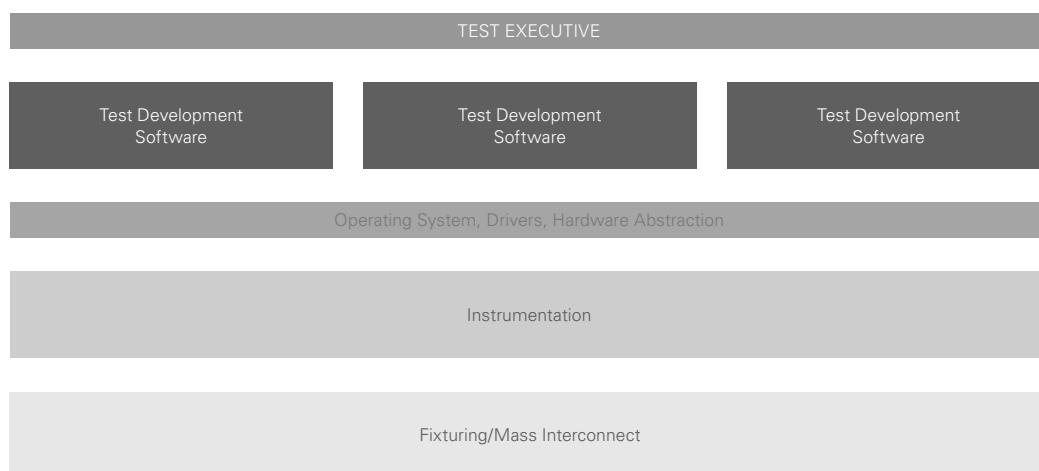 TEST EXECUTIVE
Test Development
Software
Test Development
Software
Test Development
Software
Operating System, Drivers, Hardware Abstraction
Instrumentation
Fixturing/Mass Interconnect